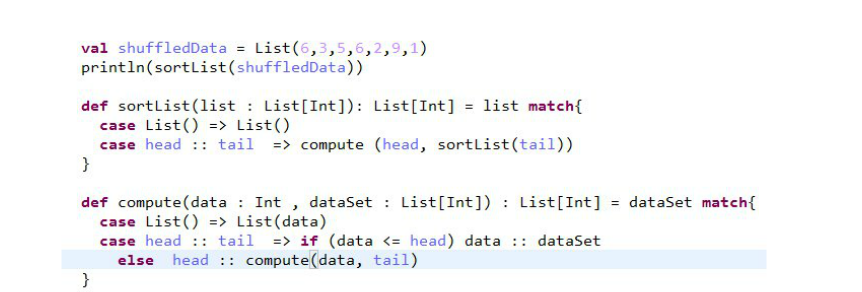 val shuffledData = List(6,3,5,6,2,9,1)
println(sortList(shuffledData))
def sortList(list : List[Int]): List[Int] = list match{
case List() => List()
case head :: tail  => compute (head, sortList(tail))
}
def compute(data : Int , dataSet : List[Int]) : List[Int] = dataSet match{
case List() => List(data)
case head :: tail  => if (data <= head) data :: dataSet
else  head :: compute(data, tail)
}